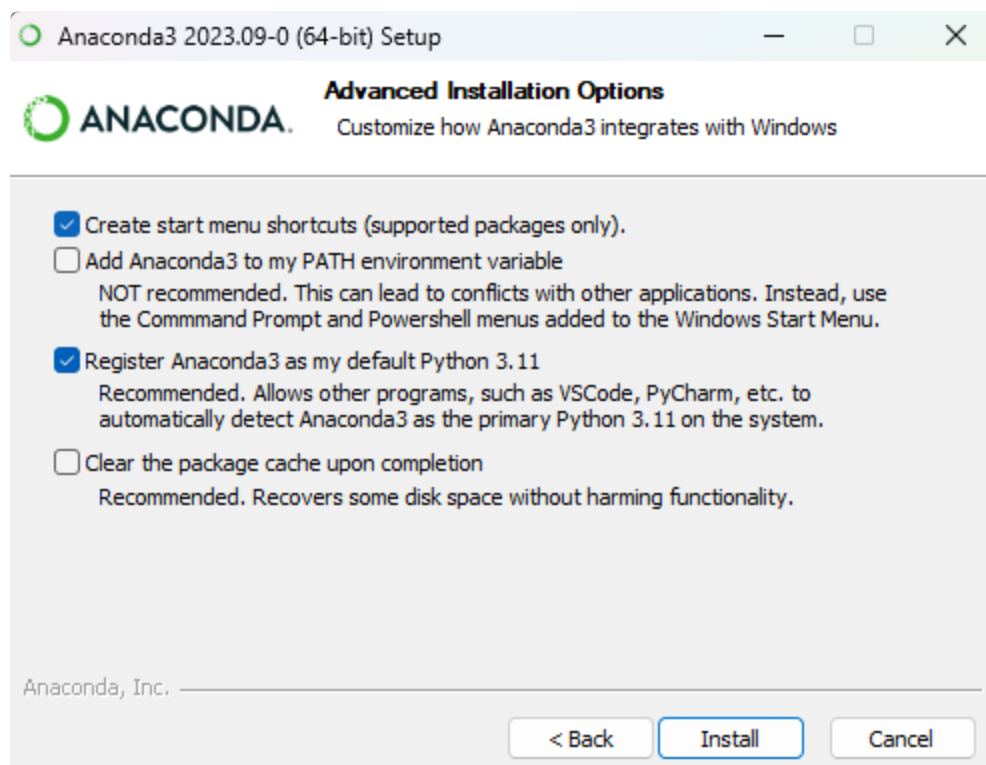 Anaconda3 2023.09-0 (64-bit) Setup
ANACONDA.
Advanced Installation Options
Customize how Anaconda3 integrates with Windows
Create start menu shortcuts (supported packages only).
Add Anaconda3 to my PATH environment variable
NOT recommended. This can lead to conflicts with other applications. Instead, use
the Commmand Prompt and Powershell menus added to the Windows Start Menu.
Register Anaconda3 as my default Python 3.11
Recommended. Allows other programs, such as VSCode, PyCharm, etc. to
automatically detect Anaconda3 as the primary Python 3.11 on the system.
Clear the package cache upon completion
Recommended. Recovers some disk space without harming functionality.
Anaconda, Inc.
< Back
Install
Cancel